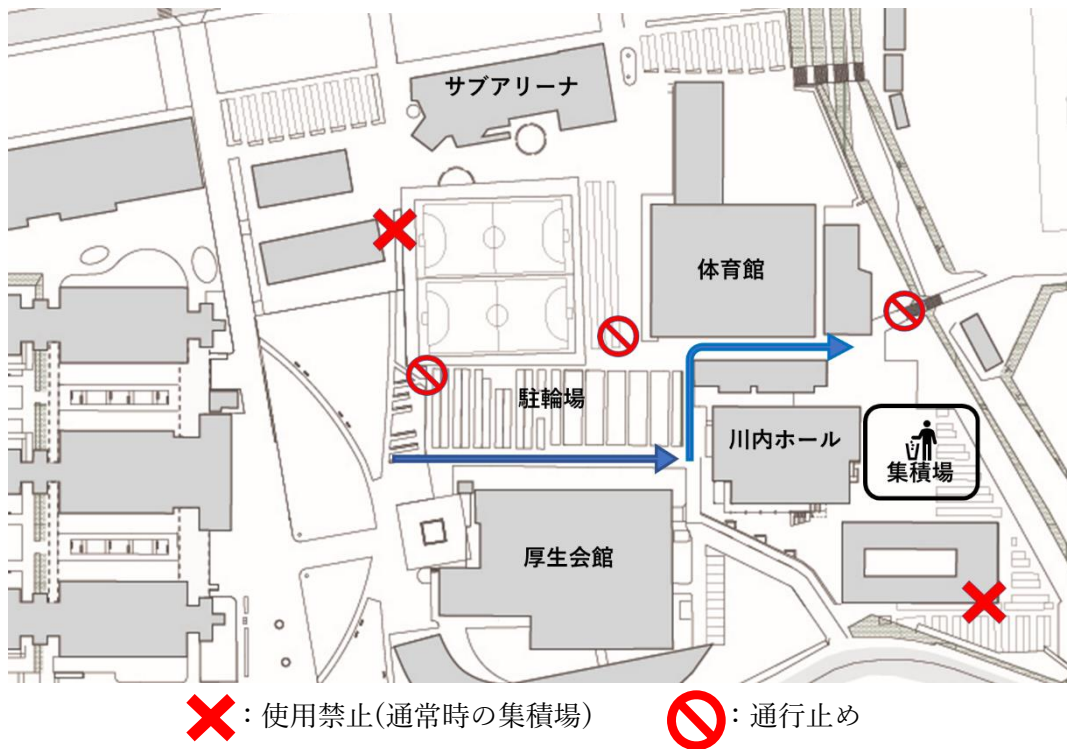 サブアリーナ
体育館
駐輪場
川内ホール
集積場
厚生会館
：使用禁止(通常時の集積場)
：通行止め